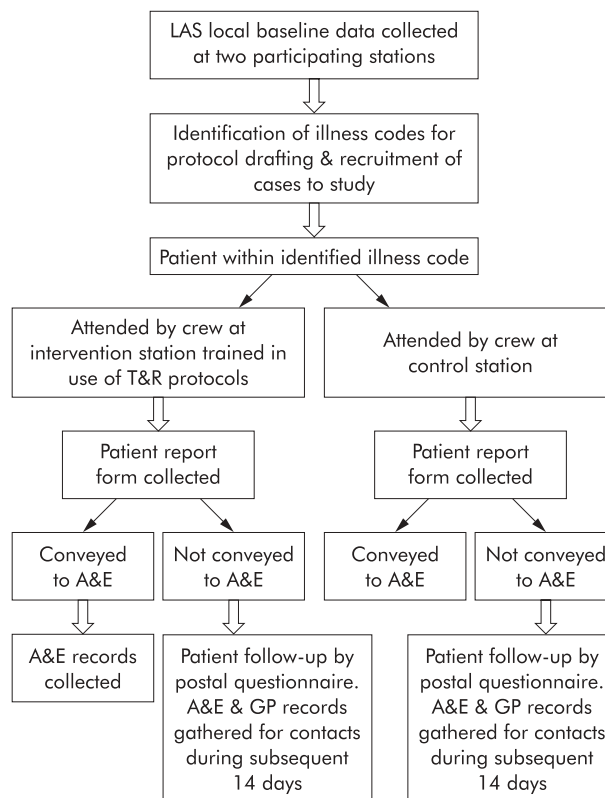 LAS local baseline data collected
at two participating stations
Identification of illness codes for
protocol drafting & recruitment of
cases to study
Patient within identified illness code
Attended by crew at
intervention station trained in
use of T&R protocols
Attended by crew at
control station
Patient report
form collected
Patient report
form collected
Conveyed
to A&E
Not conveyed
to A&E
Conveyed
to A&E
Not conveyed
to A&E
A&E records
collected
Patient follow-up by
postal questionnaire.
A&E & GP records
gathered for contacts
during subsequent
14 days
Patient follow-up by
postal questionnaire.
A&E & GP records
gathered for contacts
during subsequent
14 days